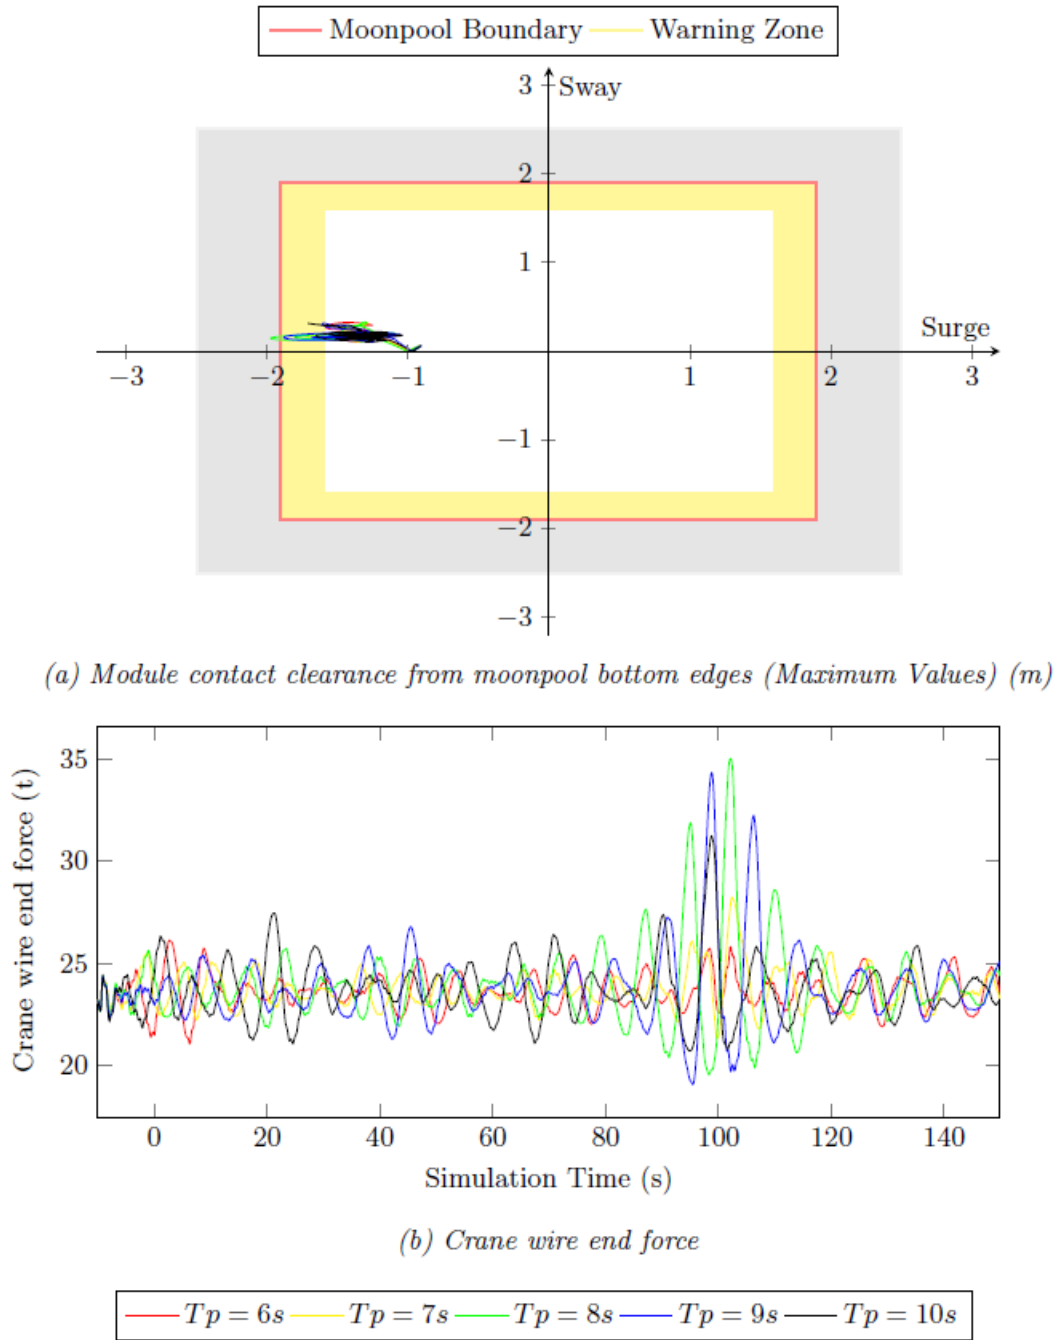 Moonpool Boundary Warning Zone
3 Sway
2
1
Surge
−3 −2 −1 1 2 3
−1
−2
−3
(a) Module contact clearance from moonpool bottom edges (Maximum Values) (m)
35
30
25
20
Crane wire end force (t)
0 20 40 60 80 100 120 140
Simulation Time (s)
(b) Crane wire end force
Tp = 6s Tp = 7s Tp = 8s Tp = 9s Tp = 10s